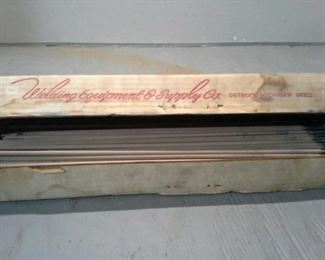 Welding Equipment & Supply Co. DETROIT, MICHIGAN